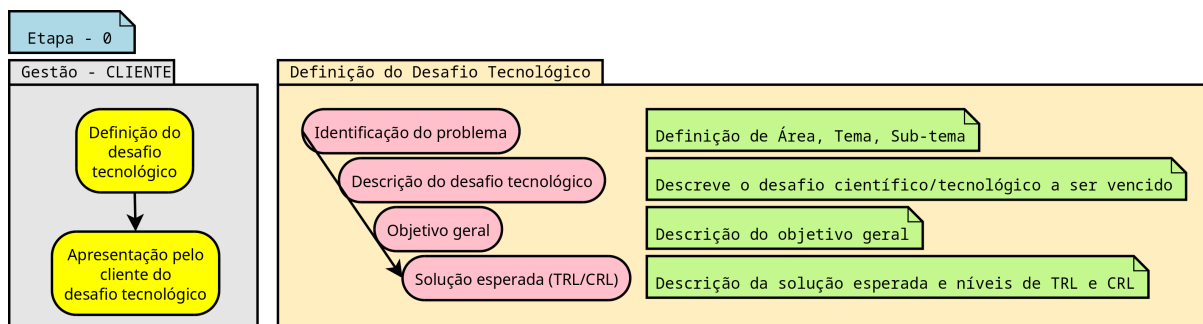 Etapa - 0
Gestão - CLIENTE
Definição do
desafio
tecnológico
Apresentação pelo
cliente do
desafio tecnológico
Definição do Desafio Tecnológico
Identificação do problema
Definição de Área, Tema, Sub-tema
Descrição do desafio tecnológico
Descreve o desafio científico/tecnológico a ser vencido
Objetivo geral
Descrição do objetivo geral
Solução esperada (TRL/CRL)
Descrição da solução esperada e níveis de TRL e CRL